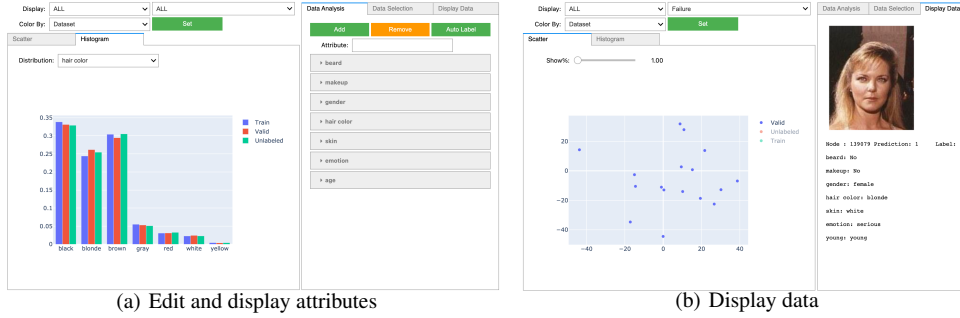 Display: ALL ALL
Color By: Dataset Set
Scatter Histogram
Distribution: hair color
0.35
0.3
0.25
0.2
0.15
0.1
0.05
0
black blonde brown gray red white yellow
Train
Valid
Unlabeled
Data Analysis Data Selection Display Data
Add Remove Auto Label
Attribute:
beard
makeup
gender
hair color
skin
emotion
age
(a) Edit and display attributes
Display: ALL Failure
Color By: Dataset Set
Scatter Histogram
Show%: 1.00
20
0
−20
−40
−40 −20 0 20 40
Valid
Unlabeled
Train
Data Analysis Data Selection Display Data
Node : 139079 Prediction: 1 Label:
beard: No
makeup: No
gender: female
hair color: blonde
skin: white
emotion: serious
young: young
(b) Display data